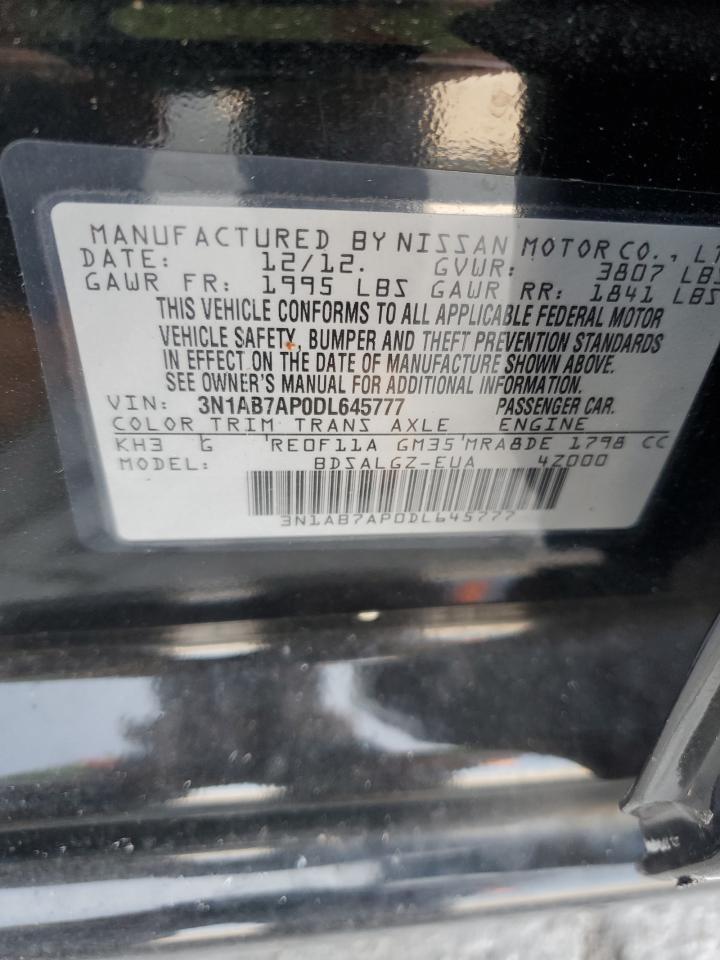 MANUFACTURED BY NISSAN MOTOR CO., LT
DATE: 12/12. GVWR: 3807 LBS
GAWR FR: 1995 LBS GAWR RR: 1841 LBS
THIS VEHICLE CONFORMS TO ALL APPLICABLE FEDERAL MOTOR
VEHICLE SAFETY, BUMPER AND THEFT PREVENTION STANDARDS
IN EFFECT ON THE DATE OF MANUFACTURE SHOWN ABOVE.
SEE OWNER'S MANUAL FOR ADDITIONAL INFORMATION.
VIN: 3N1AB7AP0DL645777 PASSENGER CAR.
COLOR TRIM TRANS AXLE ENGINE
KH3 G RE0F11A GM35 MRA8DE 1798 CC
MODEL: BDSALGZ-EUA 4Z000
3N1AB7AP0DL645777